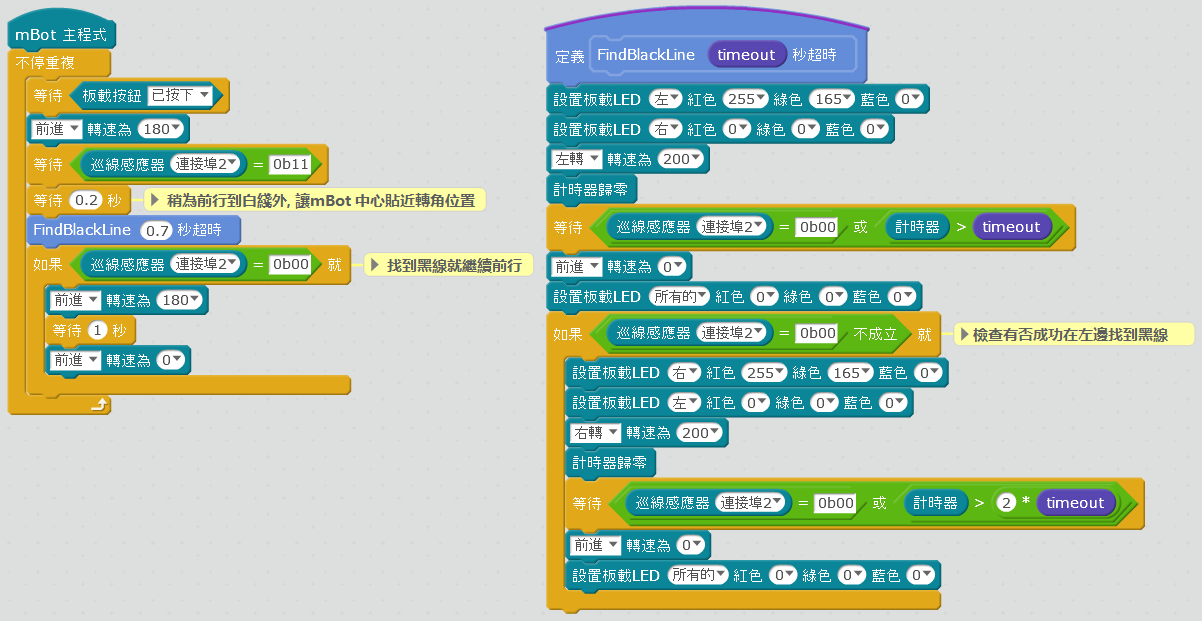 mBot 主程式
不停重複
等待 板載按鈕 已按下
前進 轉速為 180
等待 巡線感應器 連接埠2 = 0b11
等待 0.2 秒
稍為前行到白綫外, 讓mBot 中心貼近轉角位置
FindBlackLine 0.7 秒超時
如果 巡線感應器 連接埠2 = 0b00 就
找到黑線就繼續前行
前進 轉速為 180
等待 1 秒
前進 轉速為 0
定義 FindBlackLine timeout 秒超時
設置板載LED 左 紅色 255 綠色 165 藍色 0
設置板載LED 右 紅色 0 綠色 0 藍色 0
左轉 轉速為 200
計時器歸零
等待 巡線感應器 連接埠2 = 0b00 或 計時器 > timeout
前進 轉速為 0
設置板載LED 所有的 紅色 0 綠色 0 藍色 0
如果 巡線感應器 連接埠2 = 0b00 不成立 就
檢查有否成功在左邊找到黑線
設置板載LED 右 紅色 255 綠色 165 藍色 0
設置板載LED 左 紅色 0 綠色 0 藍色 0
右轉 轉速為 200
計時器歸零
等待 巡線感應器 連接埠2 = 0b00 或 計時器 > 2 * timeout
前進 轉速為 0
設置板載LED 所有的 紅色 0 綠色 0 藍色 0